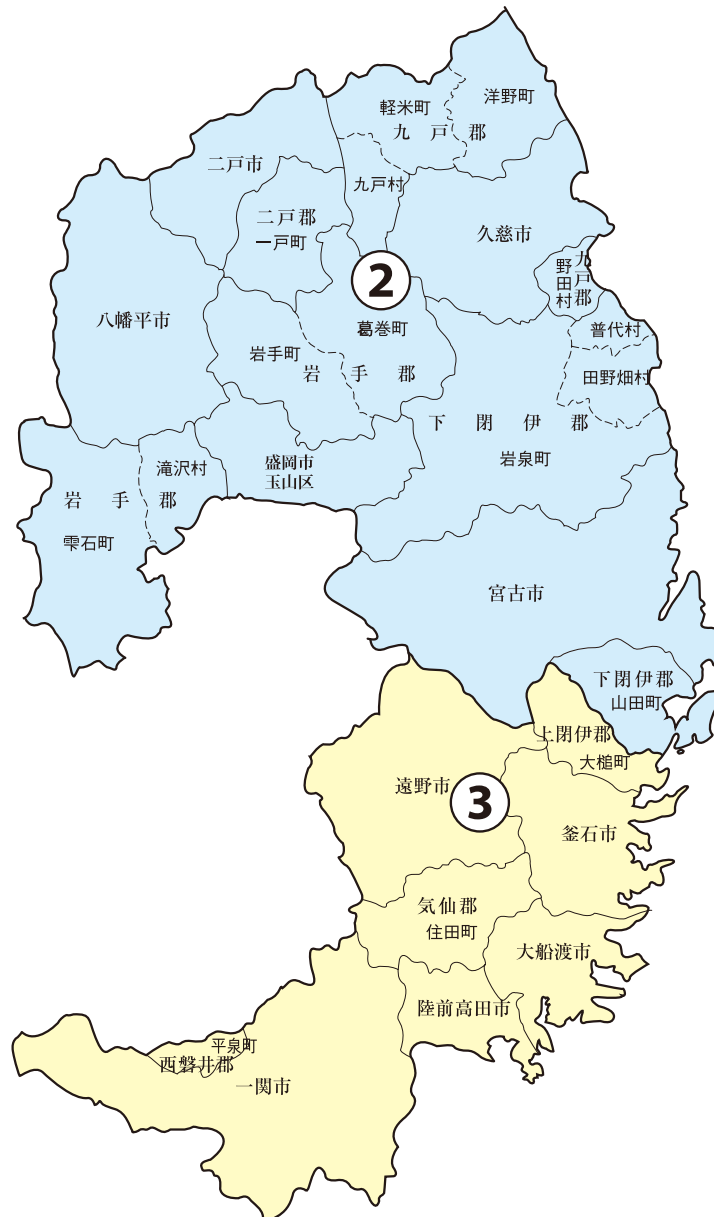 洋野町
軽米町
九戸郡
二戸市
九戸村
二戸郡
一戸町
久慈市
九戸郡
野田村
②
八幡平市
普代村
葛巻町
岩手町
岩手郡
田野畑村
下閉伊郡
岩泉町
盛岡市
玉山区
滝沢村
岩手郡
雫石町
宮古市
下閉伊郡
山田町
上閉伊郡
大槌町
遠野市
③
釜石市
気仙郡
住田町
大船渡市
陸前高田市
平泉町
西磐井郡
一関市